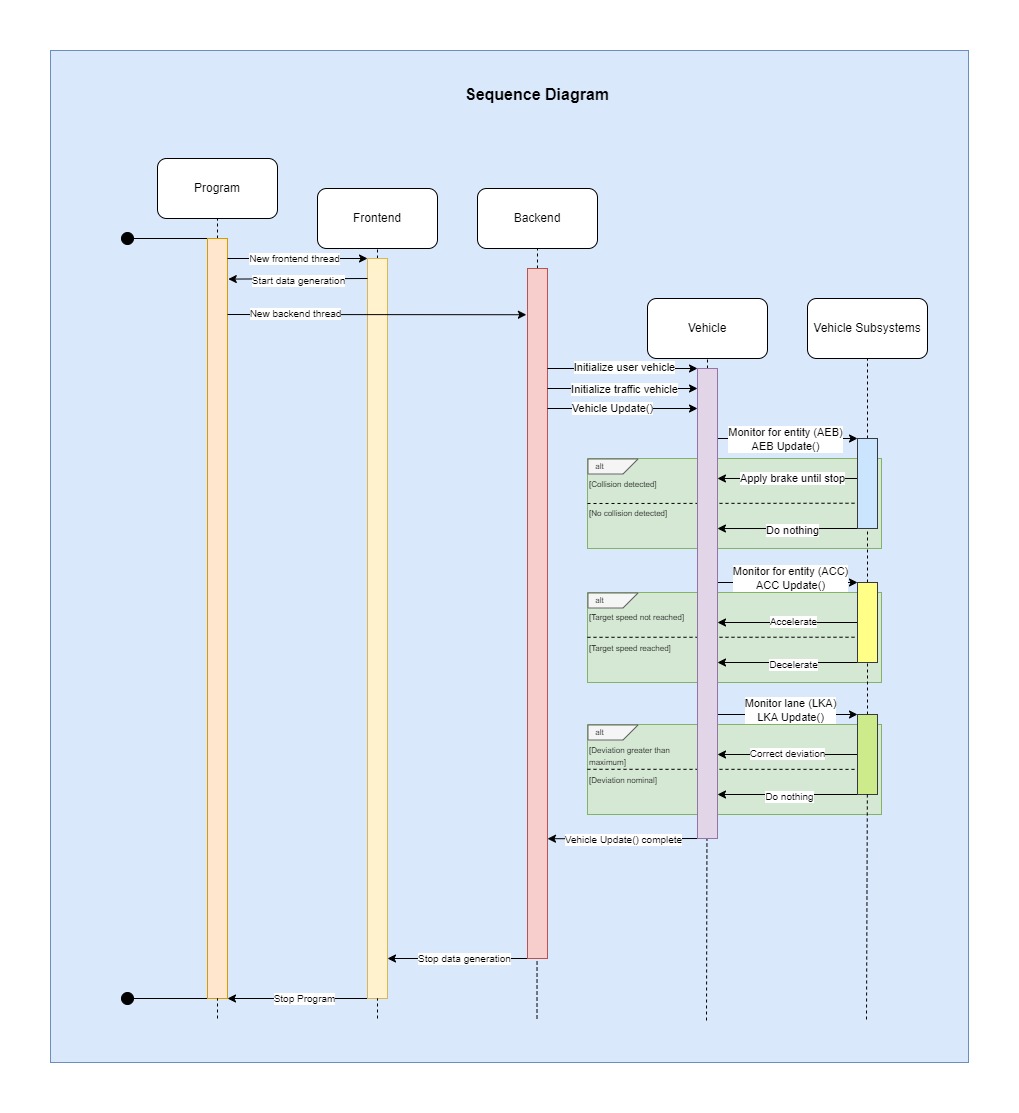 Sequence Diagram
Program
Frontend
Backend
New frontend thread
Start data generation
New backend thread
Vehicle
Vehicle Subsystems
Initialize user vehicle
Initialize traffic vehicle
Vehicle Update()
Monitor for entity (AEB)
AEB Update()
alt
[Collision detected]
Apply brake until stop
[No collision detected]
Do nothing
Monitor for entity (ACC)
ACC Update()
alt
[Target speed not reached]
Accelerate
[Target speed reached]
Decelerate
Monitor lane (LKA)
LKA Update()
alt
[Deviation greater than
maximum]
Correct deviation
[Deviation nominal]
Do nothing
Vehicle Update() complete
Stop data generation
Stop Program